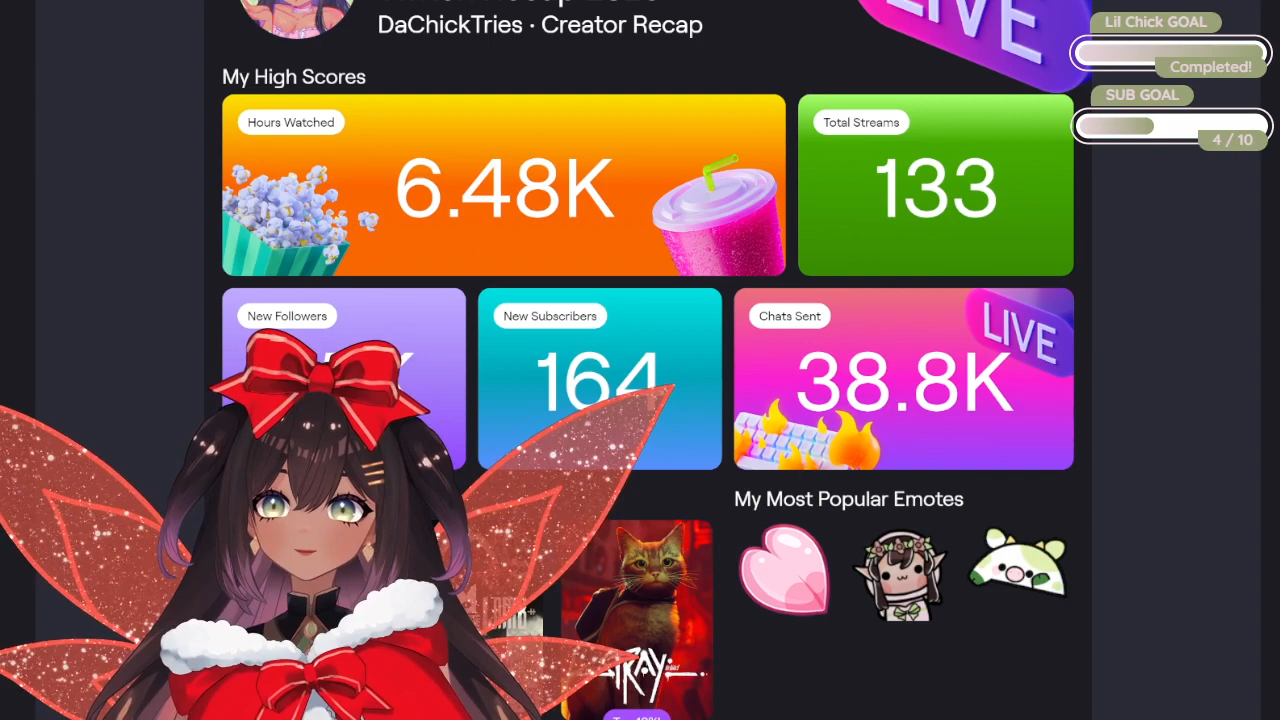 DaChickTries · Creator Recap
LIVE
Lil Chick GOAL
Completed!
SUB GOAL
4 / 10
My High Scores
Hours Watched
6.48K
Total Streams
133
New Followers
New Subscribers
164
Chats Sent
38.8K
LIVE
My Most Popular Emotes